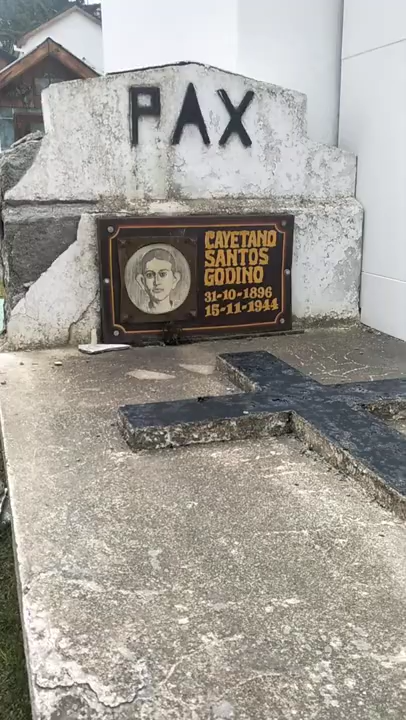 PAX
CAYETANO
SANTOS
GODINO
31-10-1896
15-11-1944